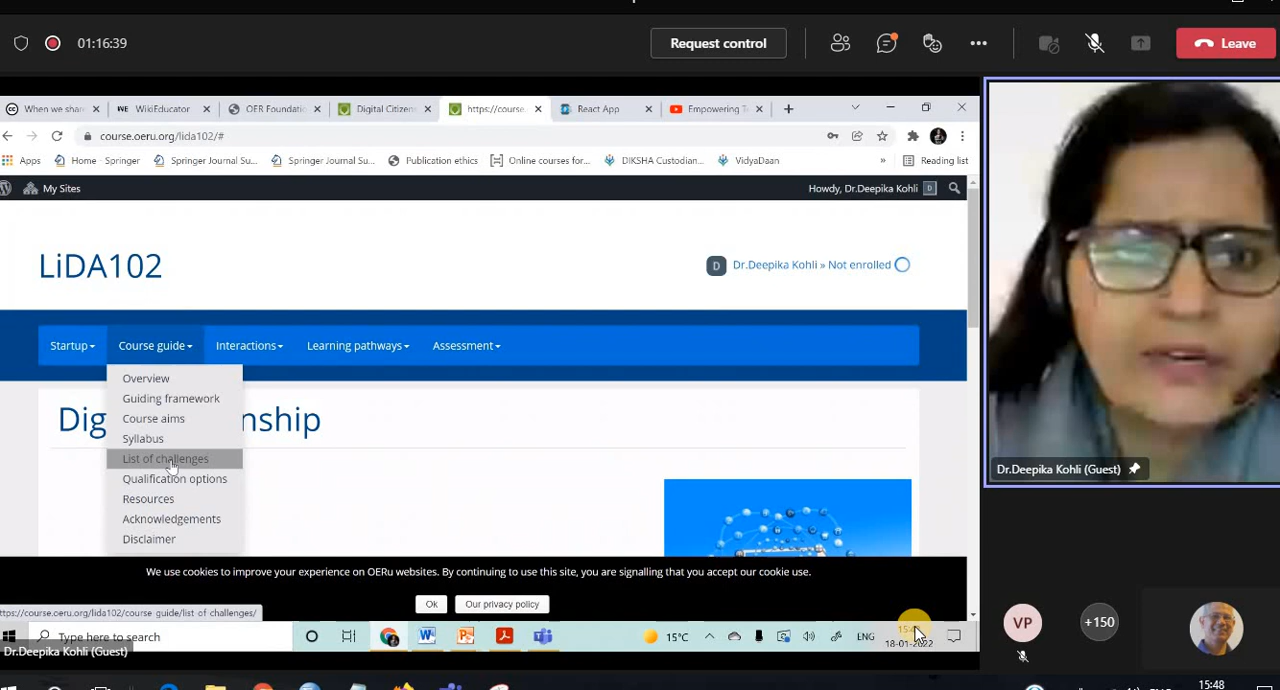 01:16:39
Request control
Leave
When we shar
WikiEducator
OER Foundatio
Digital Citizen
https://course.
React App
Empowering T
course.oeru.org/lida102/#
Apps
Home - Springer
Springer Journal Su...
Springer Journal Su...
Publication ethics
Online courses for...
DIKSHA Custodian...
VidyaDaan
»
Reading list
My Sites
Howdy, Dr.Deepika Kohli
D
LiDA102
D
Dr.Deepika Kohli » Not enrolled
Startup
Course guide
Interactions
Learning pathways
Assessment
Overview
Guiding framework
Course aims
Syllabus
List of challenges
Qualification options
Resources
Acknowledgements
Disclaimer
Dig
nship
We use cookies to improve your experience on OERu websites. By continuing to use this site, you are signalling that you accept our cookie use.
Ok
Our privacy policy
https://course.oeru.org/lida102/course guide/list of challenges/
Type here to search
15°C
ENG
18-01-2022
Dr.Deepika Kohli (Guest)
Dr.Deepika Kohli (Guest)
VP
+150
15:48